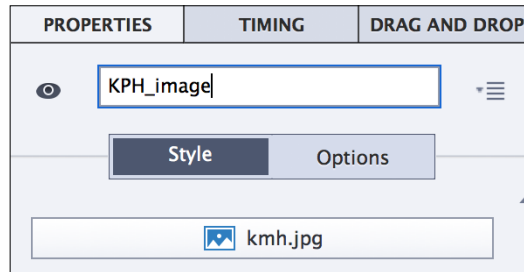 PROPERTIES TIMING DRAG AND DROP
KPH_image
Style Options
kmh.jpg